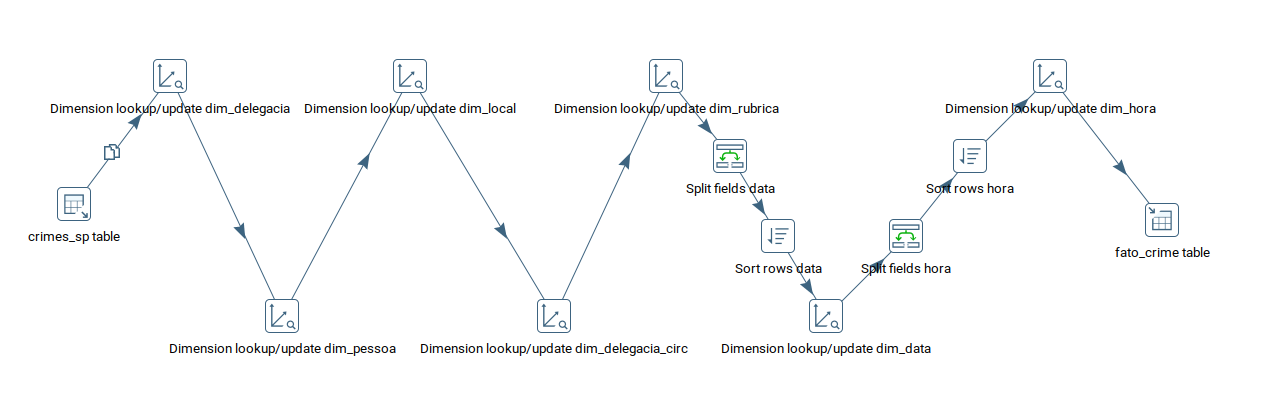 Dimension lookup/update dim_delegacia
Dimension lookup/update dim_local
Dimension lookup/update dim_rubrica
Dimension lookup/update dim_hora
Split fields data
Sort rows hora
crimes_sp table
fato_crime table
Sort rows data
Split fields hora
Dimension lookup/update dim_pessoa
Dimension lookup/update dim_delegacia_circ
Dimension lookup/update dim_data